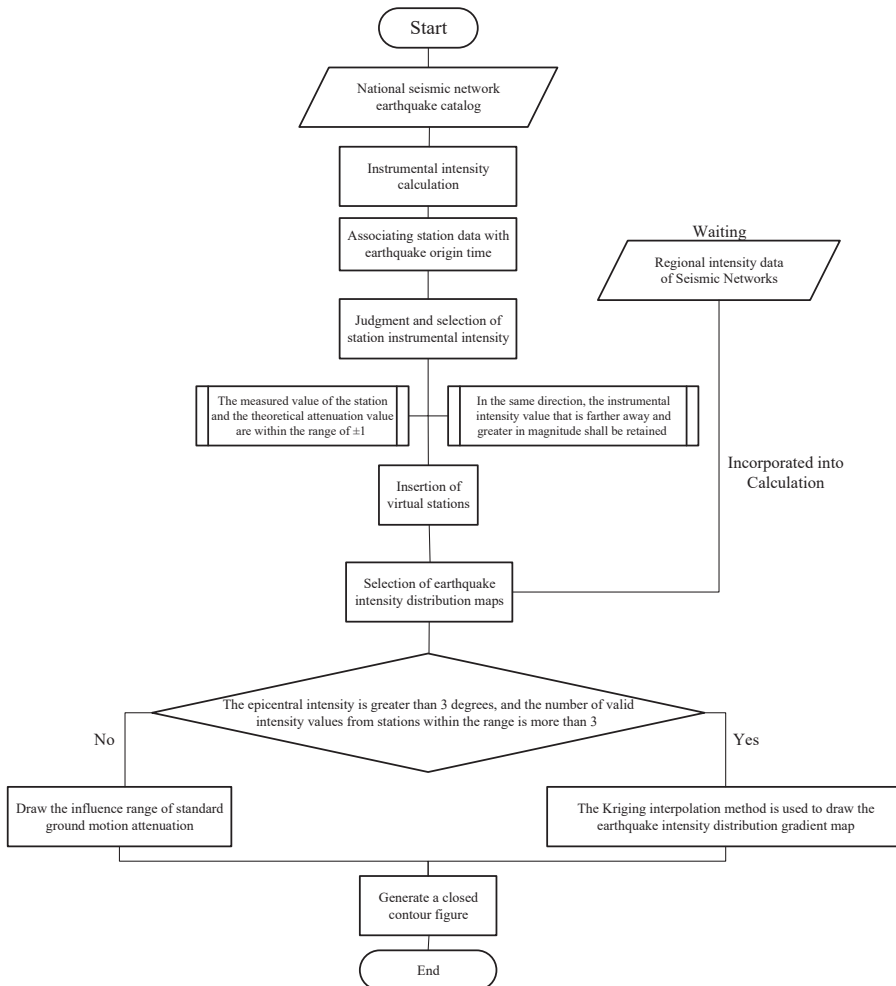 Start
National seismic network
earthquake catalog
Instrumental intensity
calculation
Associating station data with
earthquake origin time
Waiting
Regional intensity data
of Seismic Networks
Judgment and selection of
station instrumental intensity
The measured value of the station
and the theoretical attenuation value
are within the range of ±1
In the same direction, the instrumental
intensity value that is farther away and
greater in magnitude shall be retained
Incorporated into
Calculation
Insertion of
virtual stations
Selection of earthquake
intensity distribution maps
The epicentral intensity is greater than 3 degrees, and the number of valid
intensity values from stations within the range is more than 3
No
Yes
Draw the influence range of standard
ground motion attenuation
The Kriging interpolation method is used to draw the
earthquake intensity distribution gradient map
Generate a closed
contour figure
End